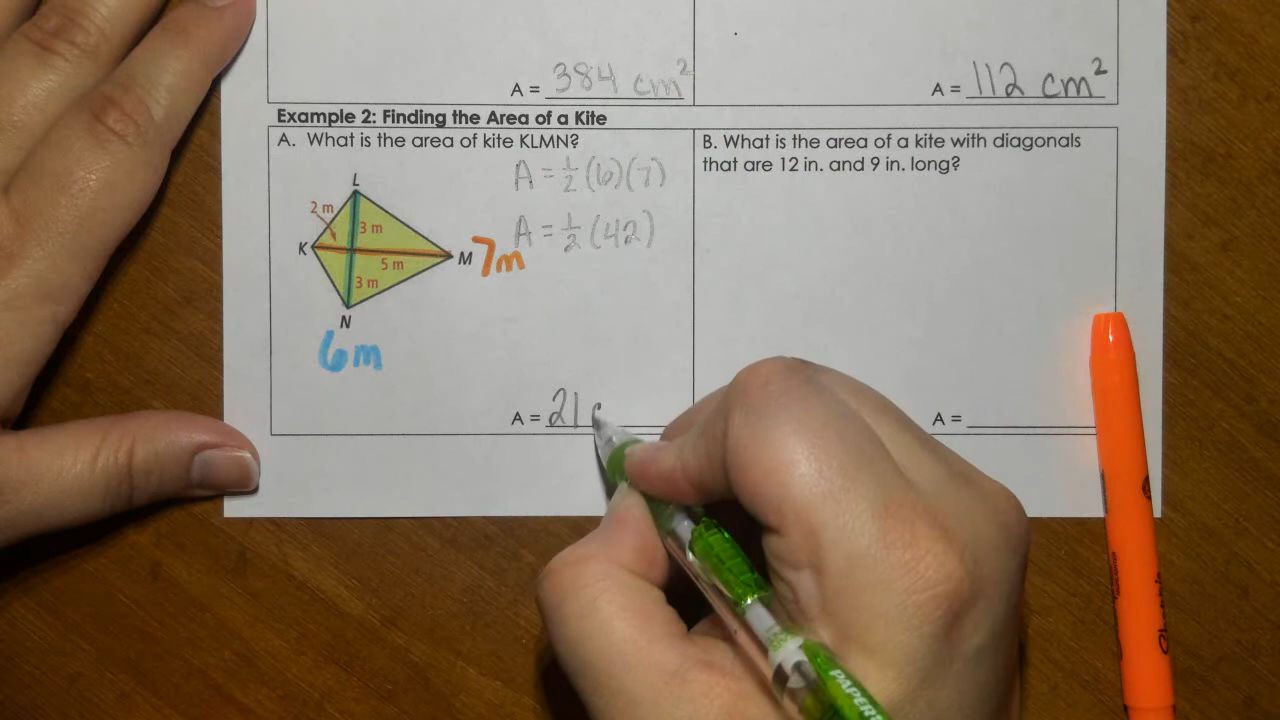 A = 384 cm²
A = 112 cm²
Example 2: Finding the Area of a Kite
A. What is the area of kite KLMN?
A = 1/2 (6)(7)
A = 1/2 (42)
L
2 m
3 m
K
M
7m
5 m
3 m
N
6m
A = 21
B. What is the area of a kite with diagonals
that are 12 in. and 9 in. long?
A =
PAPER